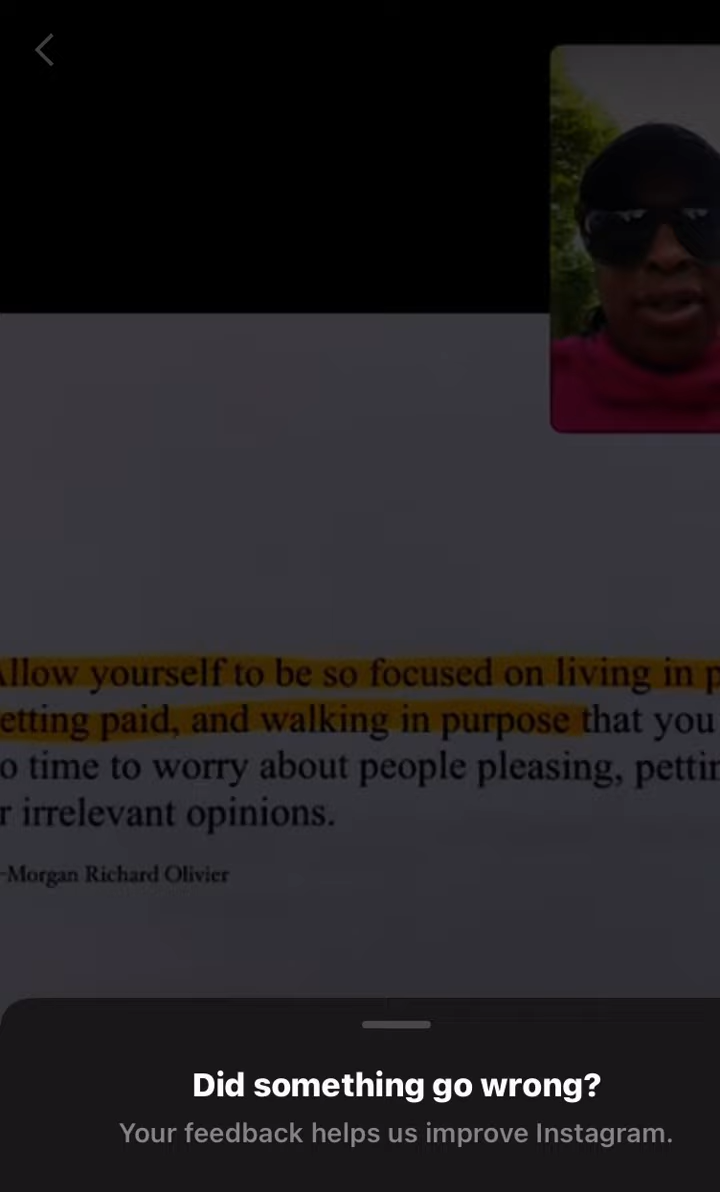 llow yourself to be so focused on living in p
etting paid, and walking in purpose that you
o time to worry about people pleasing, pettin
r irrelevant opinions.
-Morgan Richard Olivier
Did something go wrong?
Your feedback helps us improve Instagram.